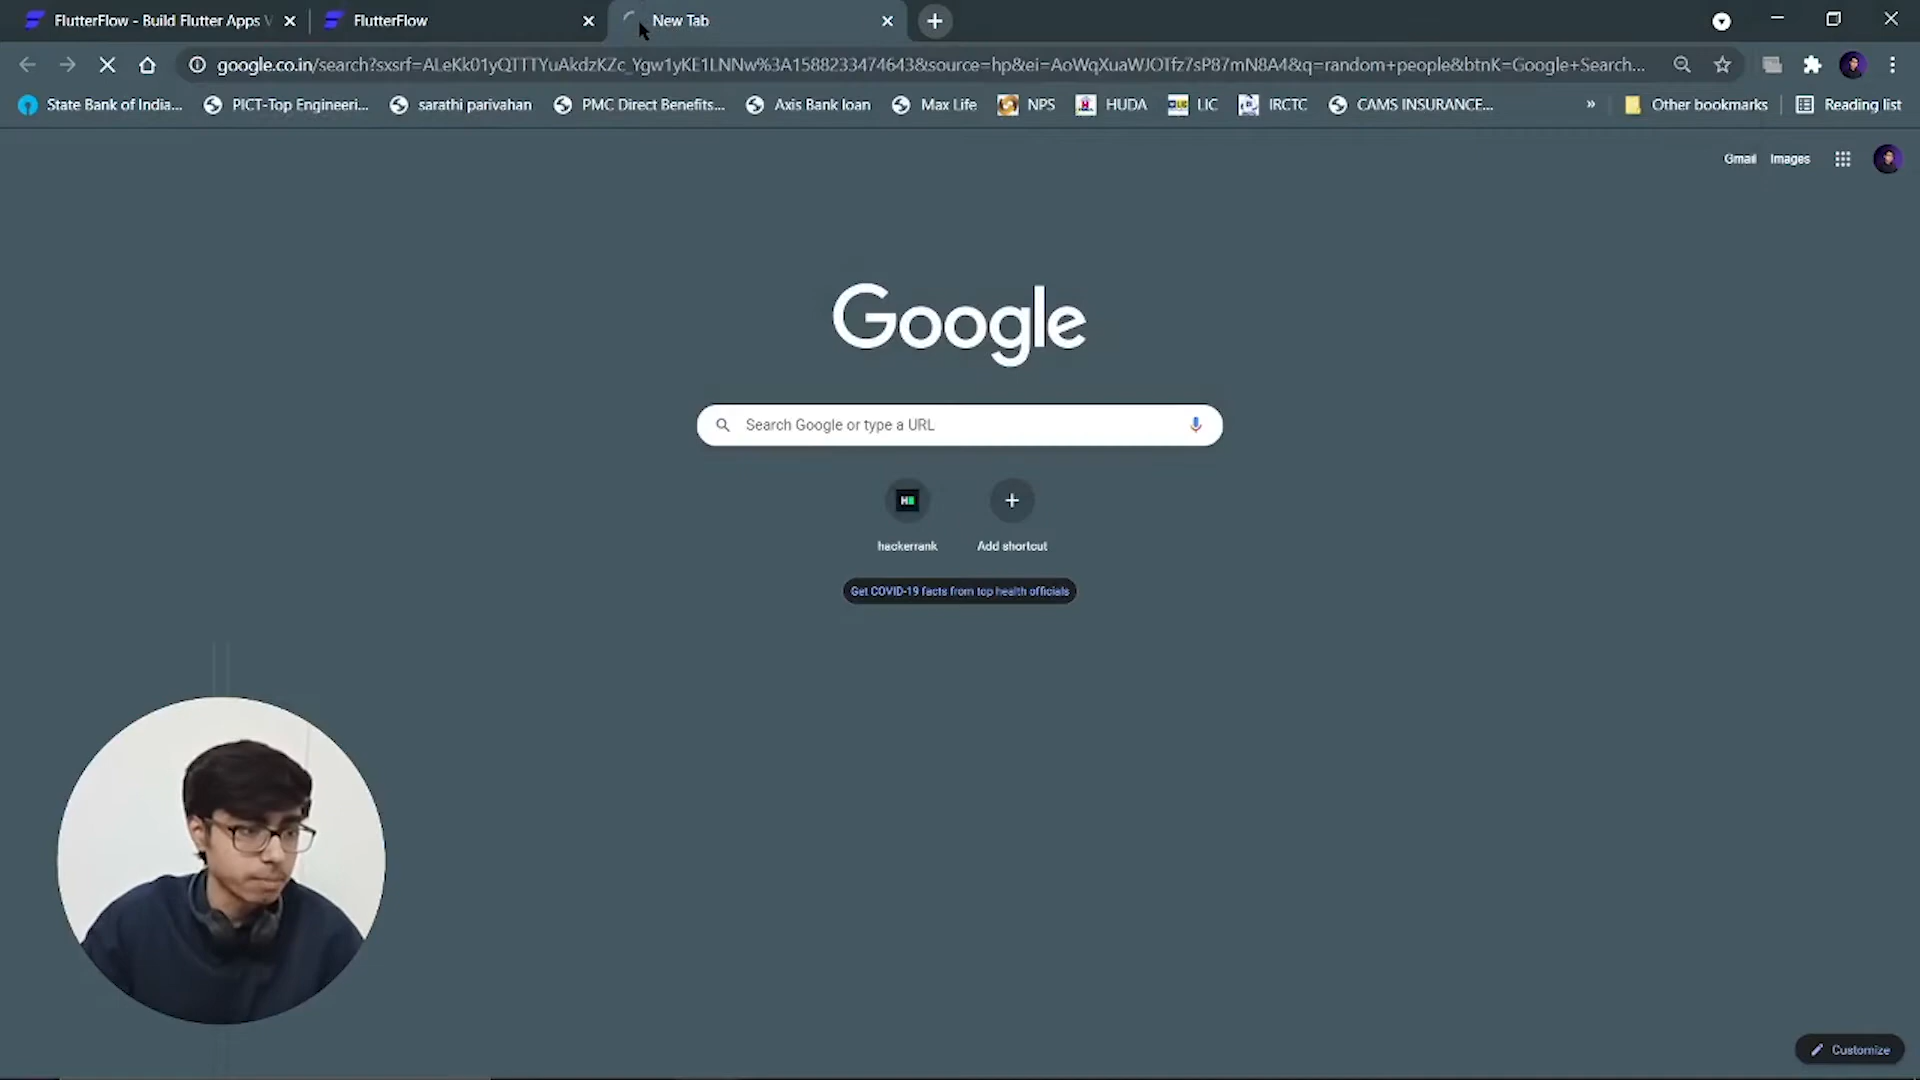 FlutterFlow - Build Flutter Apps
FlutterFlow
New Tab
google.co.in/search?sxsrf=ALeKk01yQTTTYuAkdzKZc_Ygw1yKE1LNNw%3A1588233474643&source=hp&ei=AoWqXuaWJOTfz7sP87mN8A4&q=random+people&btnK=Google+Search...
State Bank of India...
PICT-Top Engineeri...
sarathi parivahan
PMC Direct Benefits...
Axis Bank loan
Max Life
NPS
HUDA
LIC
IRCTC
CAMS INSURANCE...
»
Other bookmarks
Reading list
Gmail
Images
Google
Search Google or type a URL
H
hackerrank
Add shortcut
Get COVID-19 facts from top health officials
Customize